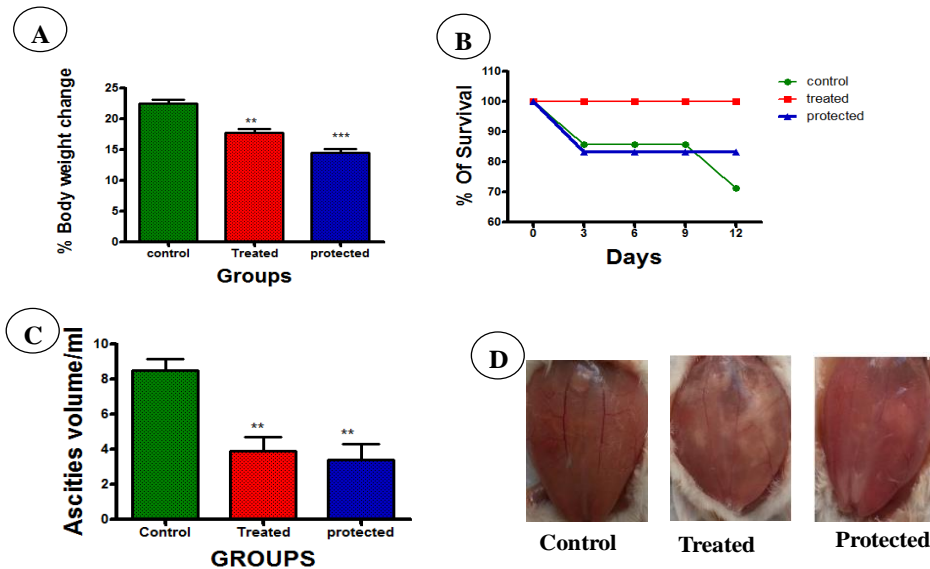 A
% Body weight change
25
20
15
10
5
0
**
***
control Treated protected
Groups
B
% Of Survival
110
100
90
80
70
60
0 3 6 9 12
Days
control
treated
protected
C
Ascities volume/ml
10
8
6
4
2
0
**
**
Control Treated protected
GROUPS
D
Control Treated Protected